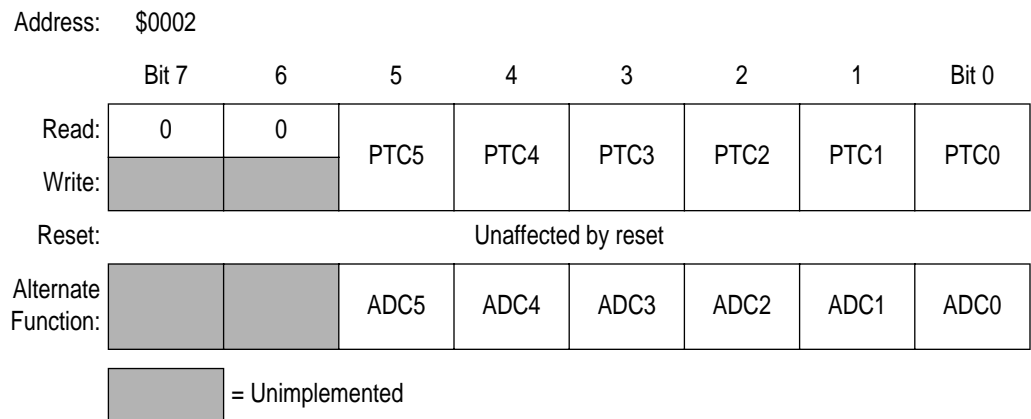 Address: $0002
Bit 7 6 5 4 3 2 1 Bit 0
Read: 0 0 PTC5 PTC4 PTC3 PTC2 PTC1 PTC0
Write:
Reset: Unaffected by reset
Alternate
Function: ADC5 ADC4 ADC3 ADC2 ADC1 ADC0
= Unimplemented